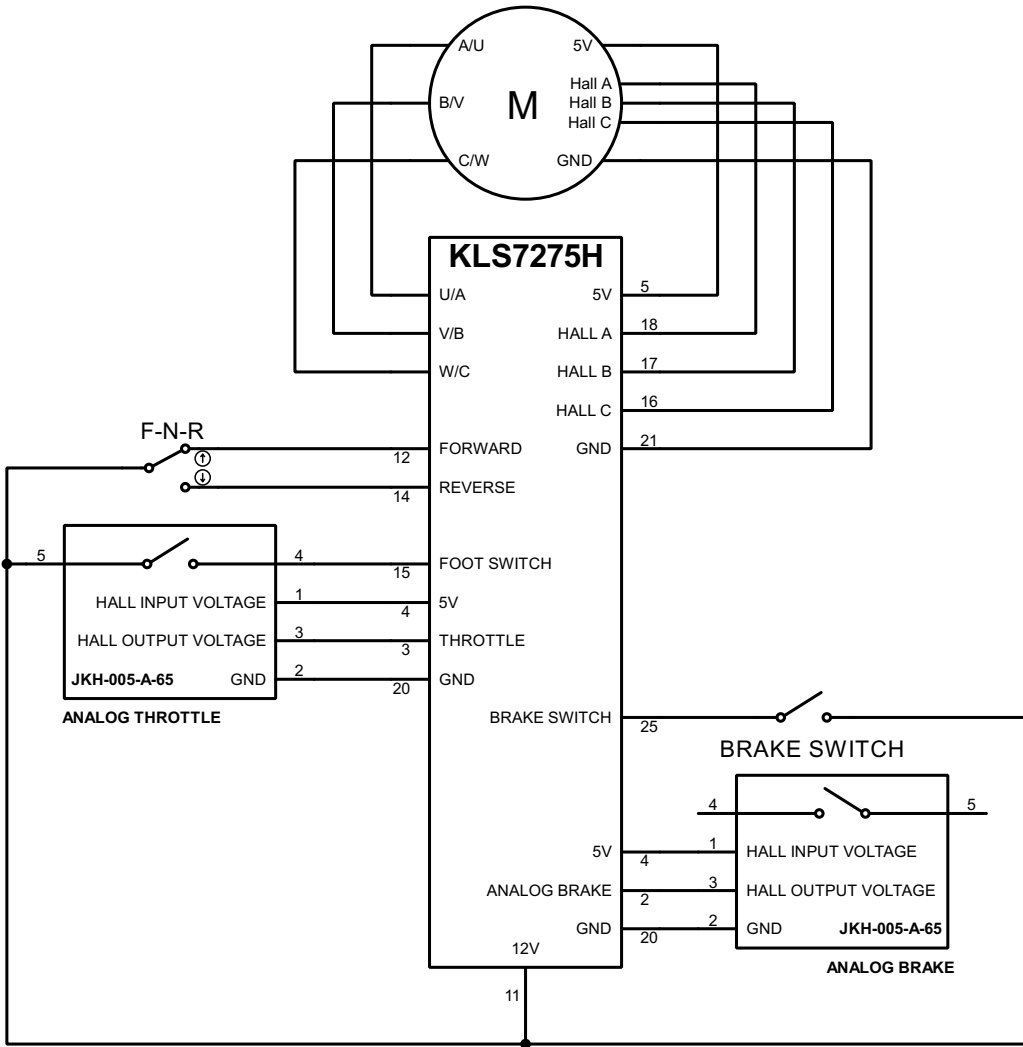 A/U 5V
Hall A
B/V M Hall B
Hall C
C/W GND
KLS7275H
U/A 5V 5
V/B HALL A 18
W/C HALL B 17
HALL C 16
F-N-R
12 FORWARD GND 21
14 REVERSE
5 4 15 FOOT SWITCH
HALL INPUT VOLTAGE 1 4 5V
HALL OUTPUT VOLTAGE 3 3 THROTTLE
JKH-005-A-65 GND 2 20 GND
ANALOG THROTTLE
BRAKE SWITCH 25
BRAKE SWITCH
4 5
5V 4 1 HALL INPUT VOLTAGE
ANALOG BRAKE 2 3 HALL OUTPUT VOLTAGE
GND 20 2 GND JKH-005-A-65
12V
ANALOG BRAKE
11